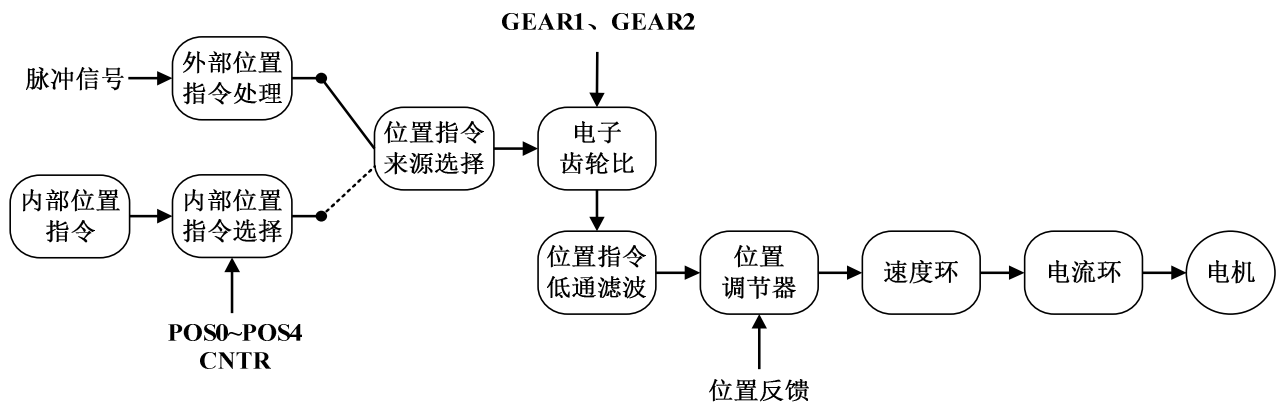 GEAR1、GEAR2
脉冲信号
外部位置
指令处理
位置指令
来源选择
电子
齿轮比
内部位置
指令
内部位置
指令选择
POS0~POS4
CNTR
位置指令
低通滤波
位置
调节器
速度环
电流环
电机
位置反馈